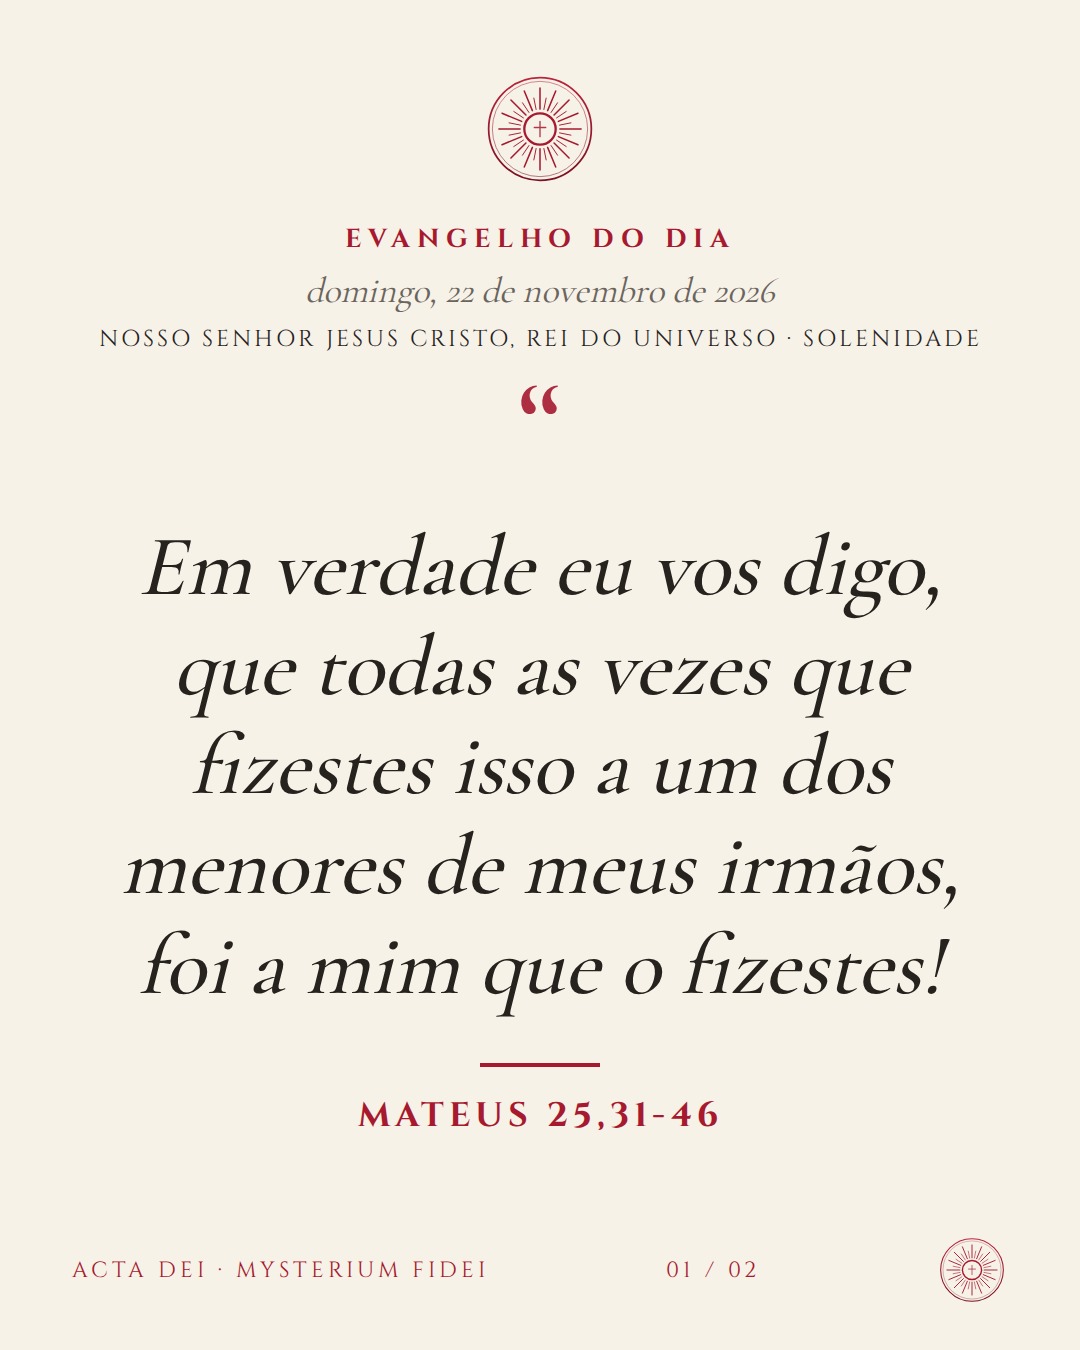 EVANGELHO DO DIA
domingo, 22 de novembro de 2026
NOSSO SENHOR JESUS CRISTO, REI DO UNIVERSO · SOLENIDADE
“
Em verdade eu vos digo,
que todas as vezes que
fizestes isso a um dos
menores de meus irmãos,
foi a mim que o fizestes!
MATEUS 25,31-46
ACTA DEI · MYSTERIUM FIDEI
01 / 02